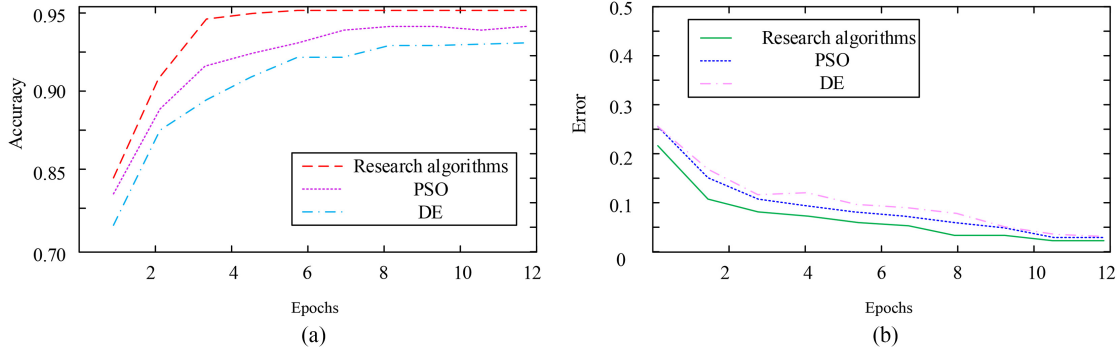 0.95
0.90
0.85
0.70
Accuracy
Research algorithms
PSO
DE
2
4
6
8
10
12
Epochs
(a)
0.5
0.4
0.3
0.2
0.1
0
Error
Research algorithms
PSO
DE
2
4
6
8
10
12
Epochs
(b)